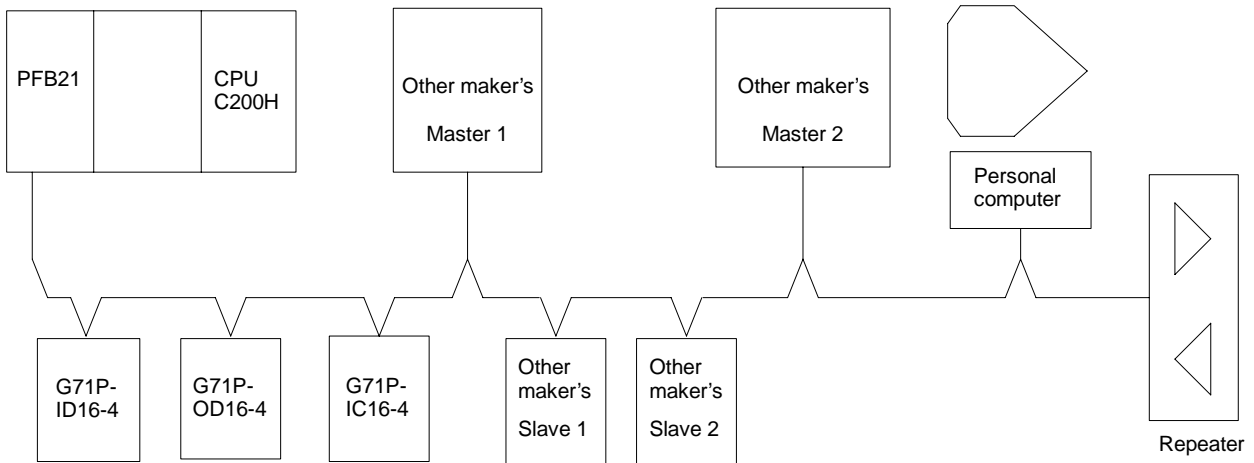 PFB21
CPU
C200H
Other maker's
Master 1
Other maker's
Master 2
Personal
computer
G71P-
ID16-4
G71P-
OD16-4
G71P-
IC16-4
Other
maker's
Slave 1
Other
maker's
Slave 2
Repeater